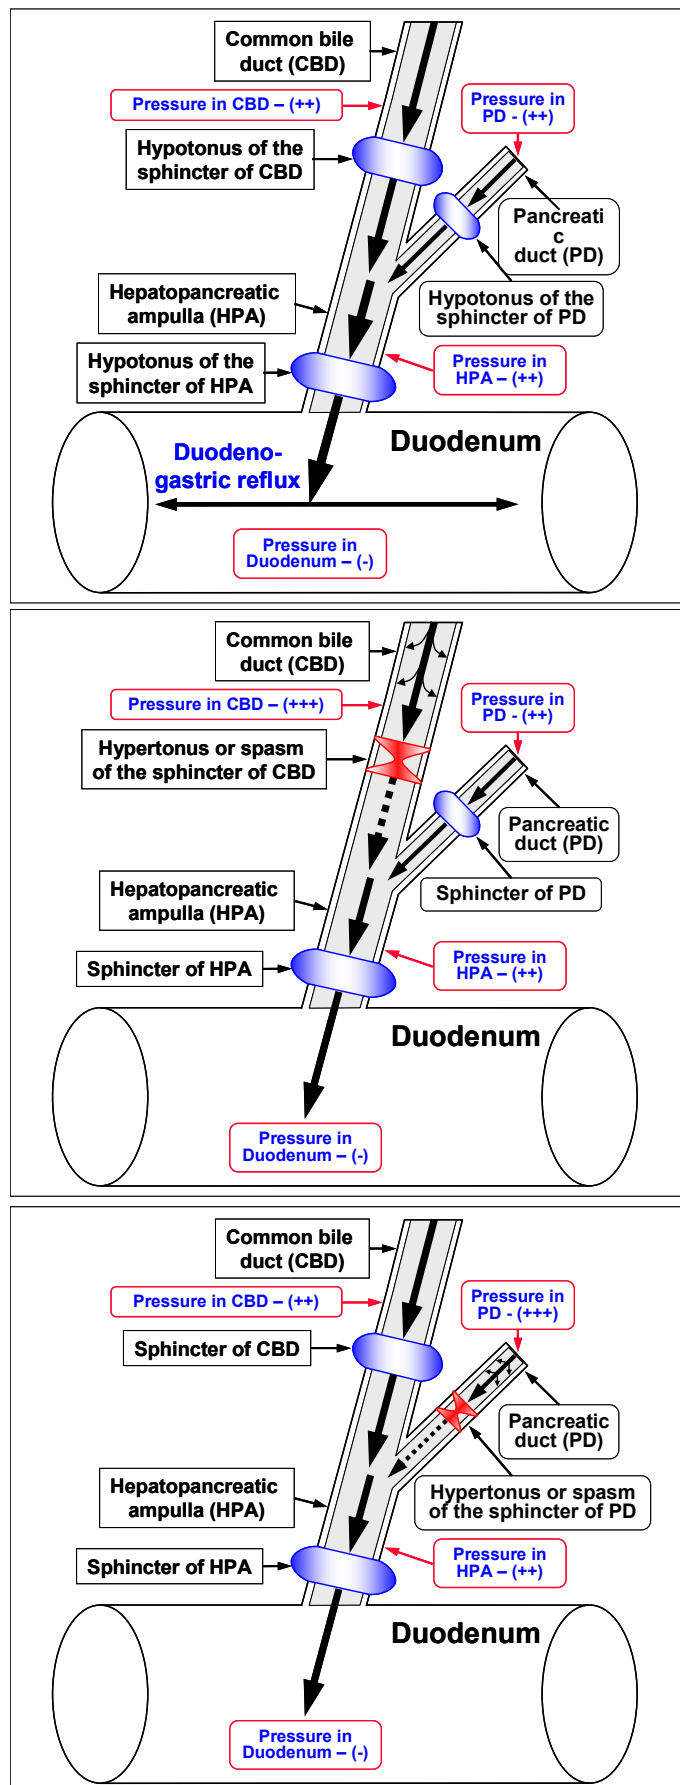 Common bile
duct (CBD)
Pressure in CBD – (++)
Pressure in
PD - (++)
Hypotonus of the
sphincter of CBD
Pancreati
c
duct (PD)
Hepatopancreatic
ampulla (HPA)
Hypotonus of the
sphincter of PD
Hypotonus of the
sphincter of HPA
Pressure in
HPA – (++)
Duodenum
Duodeno-
gastric reflux
Pressure in
Duodenum – (-)
Common bile
duct (CBD)
Pressure in CBD – (+++)
Pressure in
PD - (++)
Hypertonus or spasm
of the sphincter of CBD
Pancreatic
duct (PD)
Hepatopancreatic
ampulla (HPA)
Sphincter of PD
Sphincter of HPA
Pressure in
HPA – (++)
Duodenum
Pressure in
Duodenum – (-)
Common bile
duct (CBD)
Pressure in CBD – (++)
Pressure in
PD - (+++)
Sphincter of CBD
Pancreatic
duct (PD)
Hepatopancreatic
ampulla (HPA)
Hypertonus or spasm
of the sphincter of PD
Sphincter of HPA
Pressure in
HPA – (++)
Duodenum
Pressure in
Duodenum – (-)